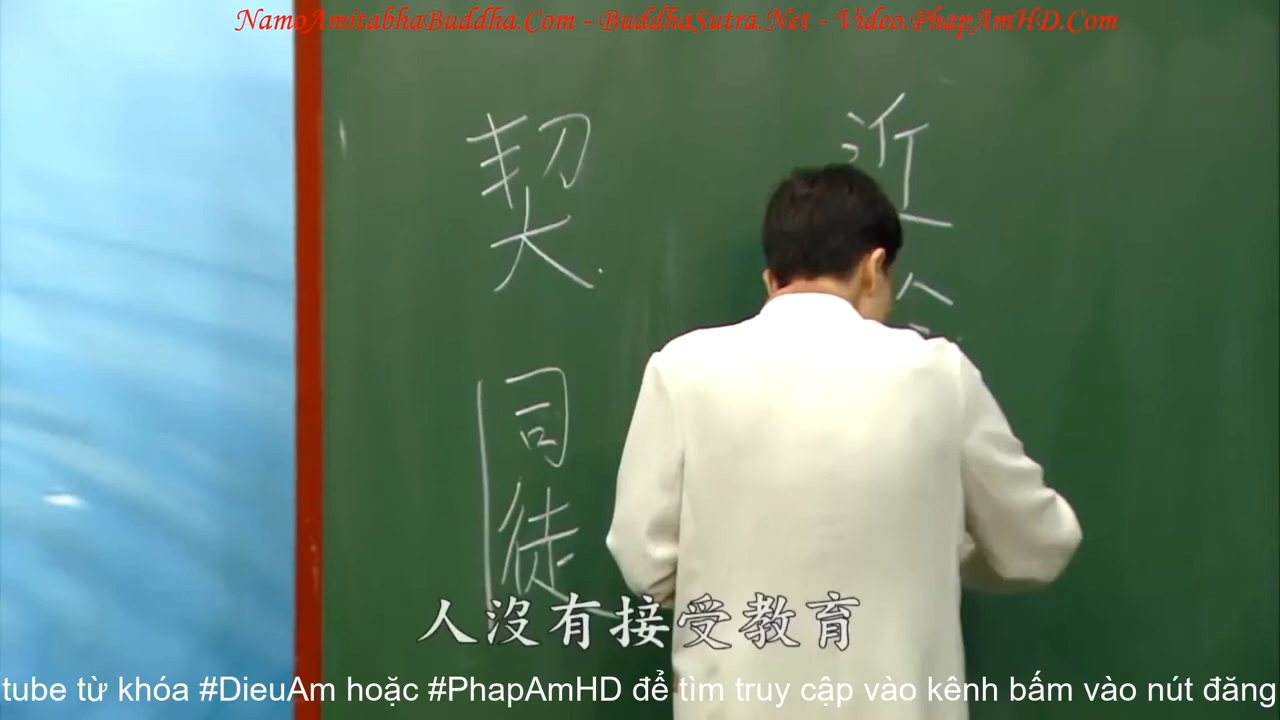 NamoAmitabhaBuddha.Com - BuddhaSutra.Net - Video.PhapAmHD.Com
契
同
徒
近
人沒有接受教育
tube từ khóa #DieuAm hoặc #PhapAmHD để tìm truy cập vào kênh bấm vào nút đăng